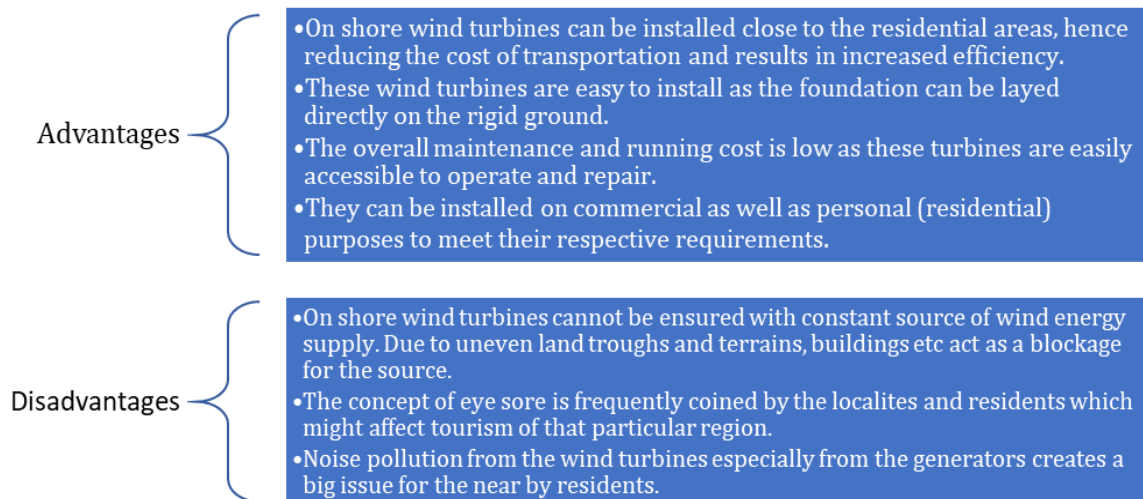 Advantages
•On shore wind turbines can be installed close to the residential areas, hence
reducing the cost of transportation and results in increased efficiency.
•These wind turbines are easy to install as the foundation can be layed
directly on the rigid ground.
•The overall maintenance and running cost is low as these turbines are easily
accessible to operate and repair.
•They can be installed on commercial as well as personal (residential)
purposes to meet their respective requirements.
Disadvantages
•On shore wind turbines cannot be ensured with constant source of wind energy
supply. Due to uneven land troughs and terrains, buildings etc act as a blockage
for the source.
•The concept of eye sore is frequently coined by the localites and residents which
might affect tourism of that particular region.
•Noise pollution from the wind turbines especially from the generators creates a
big issue for the near by residents.